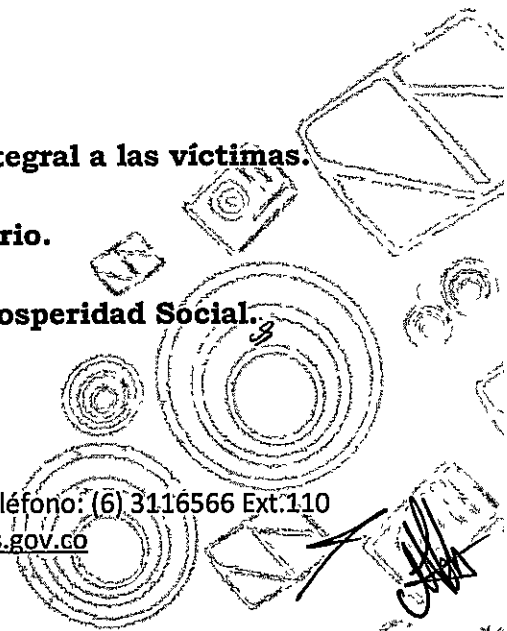 tegral a las víctimas.
rio.
osperidad Social.
léfono: (6) 3116566 Ext.110
s.gov.co